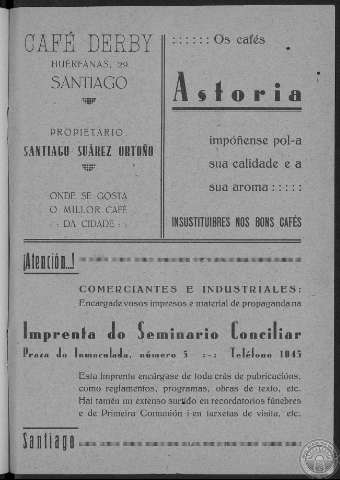 CAFÉ DERBY
HUERFANAS, 29
SANTIAGO
PROPIETARIO
SANTIAGO SUÁREZ ORTOÑO
ONDE SE GOSTA
O MILLOR CAFÉ
: : DA CIDADE : :
: : : : : : Os cafés
Astoria
impóñense pol-a
sua calidade e a
sua aroma : : : : :
INSUSTITUIBRES NOS BONS CAFÉS
¡Atención..!
COMERCIANTES E INDUSTRIALES:
Encargade vosos impresos e material de propaganda na
Imprenta do Seminario Conciliar
Praza da Inmaculada, número 5 :-: Teléfono 1045
Esta Imprenta encárgase de toda crás de publicacións,
como reglamentos, programas, obras de texto, etc.
Hai tamén un extenso surtido en recordatorios fúnebres
e de Primeira Comunión i-en tarxetas de visita, etc.
Santiago